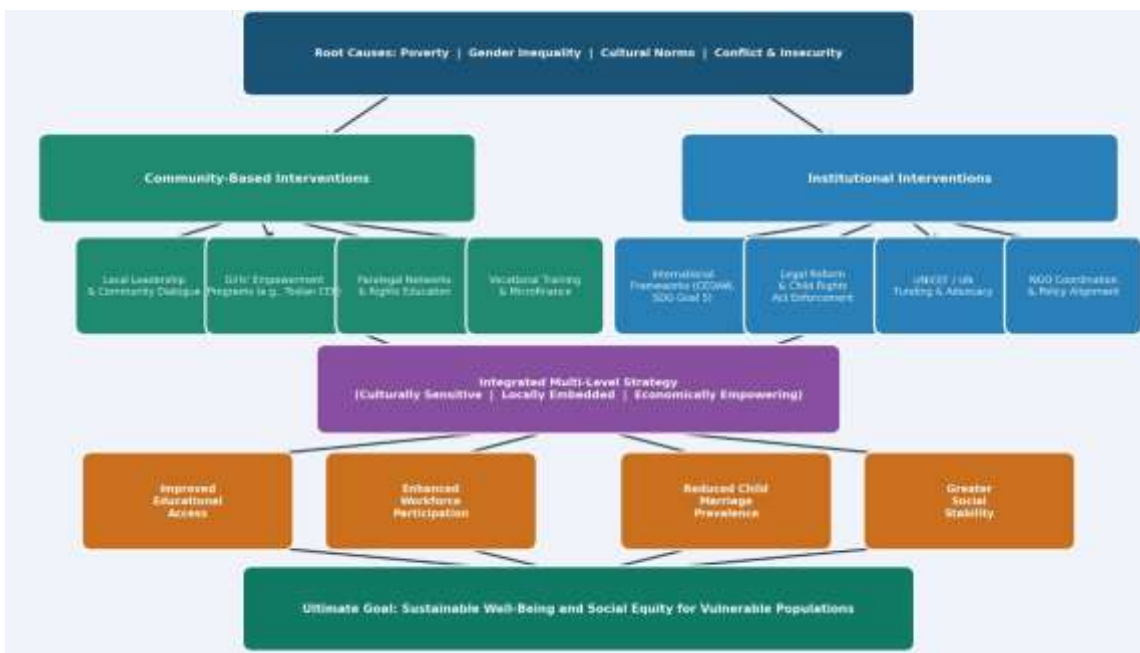 Root Causes: Poverty | Gender Inequality | Cultural Norms | Conflict & Insecurity
Community-Based Interventions
Institutional Interventions
Local Leadership
& Community Dialogue
Girls' Empowerment
Programs (e.g.,
Paralegal Networks
& Rights Education
Vocational Training
& Microfinance
International
Frameworks (CEDAW,
SDG Goal 5)
Legal Reform
& Child Rights
Act Enforcement
UNICEF / UN
Funding & Advocacy
NGO Coordination
& Policy Alignment
Integrated Multi-Level Strategy
(Culturally Sensitive | Locally Embedded | Economically Empowering)
Improved
Educational
Access
Enhanced
Workforce
Participation
Reduced Child
Marriage
Prevalence
Greater
Social
Stability
Ultimate Goal: Sustainable Well-Being and Social Equity for Vulnerable Populations